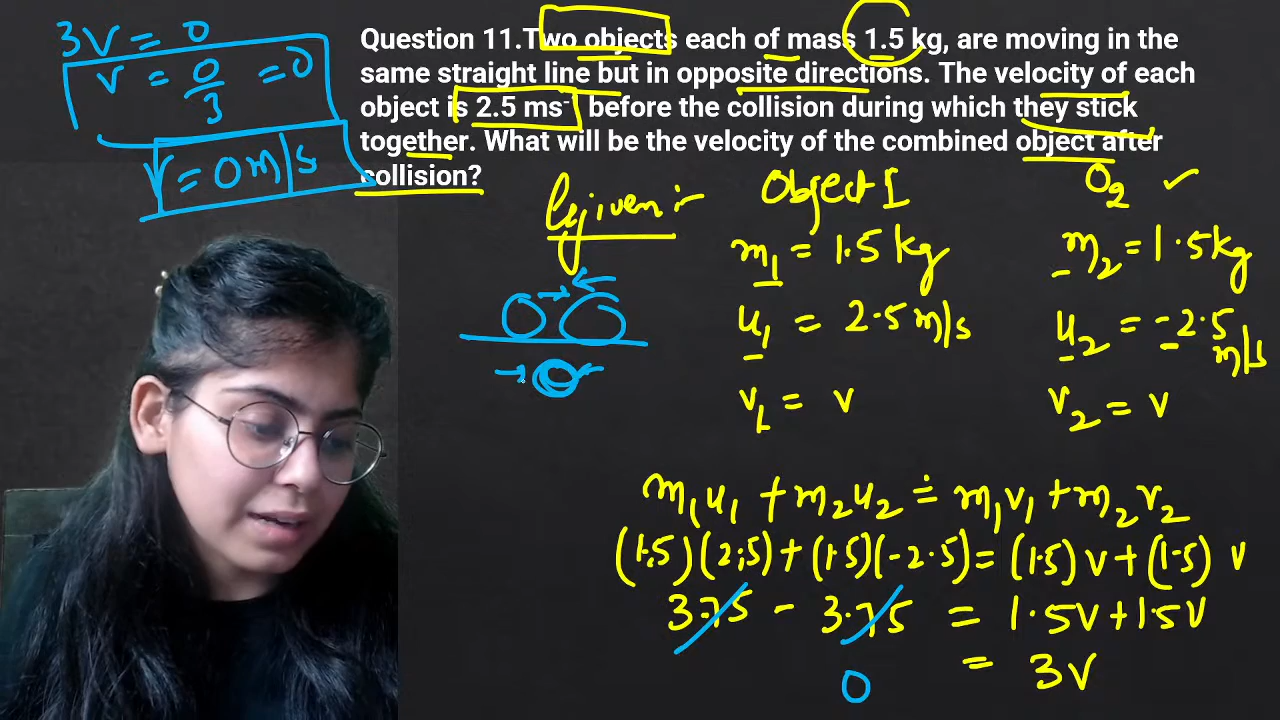 3V = 0
V = 0/3 = 0
V = 0 m/s
Question 11.Two objects each of mass 1.5 kg, are moving in the
same straight line but in opposite directions. The velocity of each
object is 2.5 ms⁻ before the collision during which they stick
together. What will be the velocity of the combined object after
collision?
Given :- Object I O₂ ✓
m₁ = 1.5 kg m₂ = 1.5 kg
u₁ = 2.5 m/s u₂ = -2.5 m/s
v₁ = v v₂ = v
m₁u₁ + m₂u₂ = m₁v₁ + m₂v₂
(1.5)(2.5) + (1.5)(-2.5) = (1.5)v + (1.5) v
3.75 - 3.75 = 1.5V + 1.5V
0 = 3V